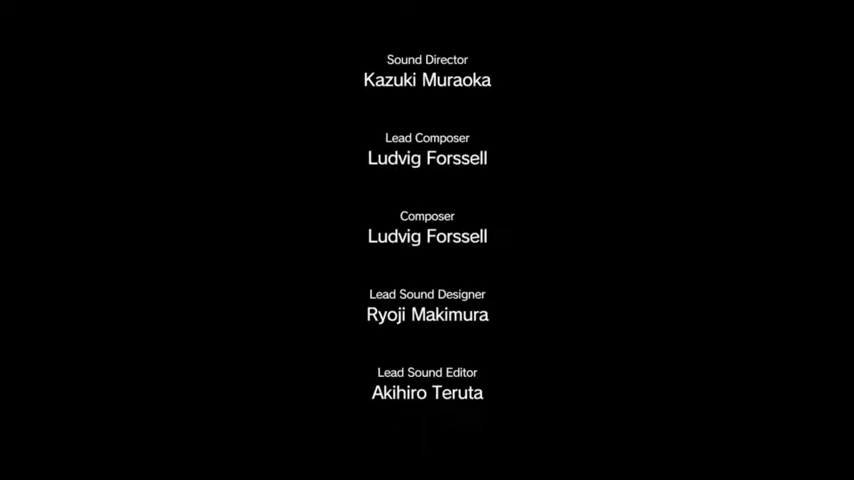 Sound Director
Kazuki Muraoka
Lead Composer
Ludvig Forssell
Composer
Ludvig Forssell
Lead Sound Designer
Ryoji Makimura
Lead Sound Editor
Akihiro Teruta